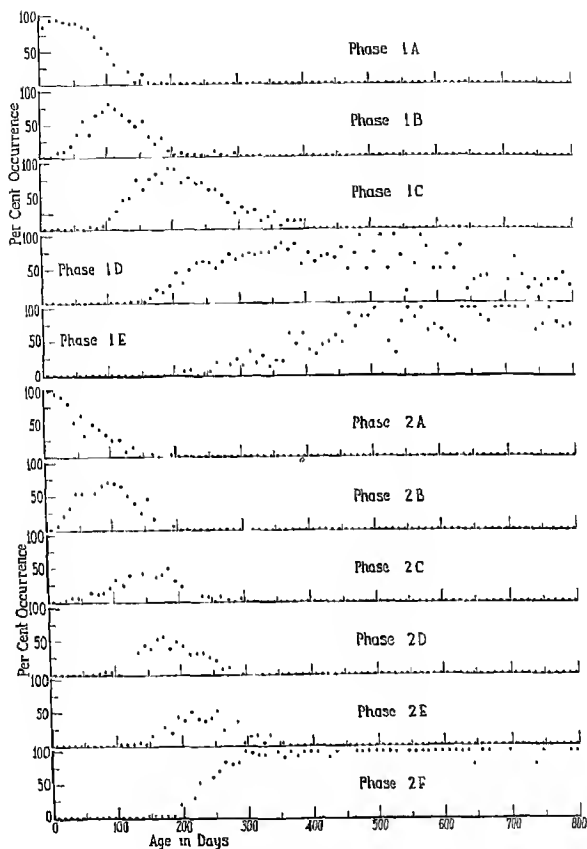 100
50
Phase 1A
100
50
Phase 1B
100
50
Phase 1C
Per Cent Occurrence
100
50
Phase 1D
100
50
Phase 1E
0
100
50
Phase 2A
100
50
Phase 2B
100
50
Phase 2C
Per Cent Occurrence
100
50
Phase 2D
100
50
Phase 2E
100
50
Phase 2F
0
0 100 200 300 400 500 600 700 800
Age in Days